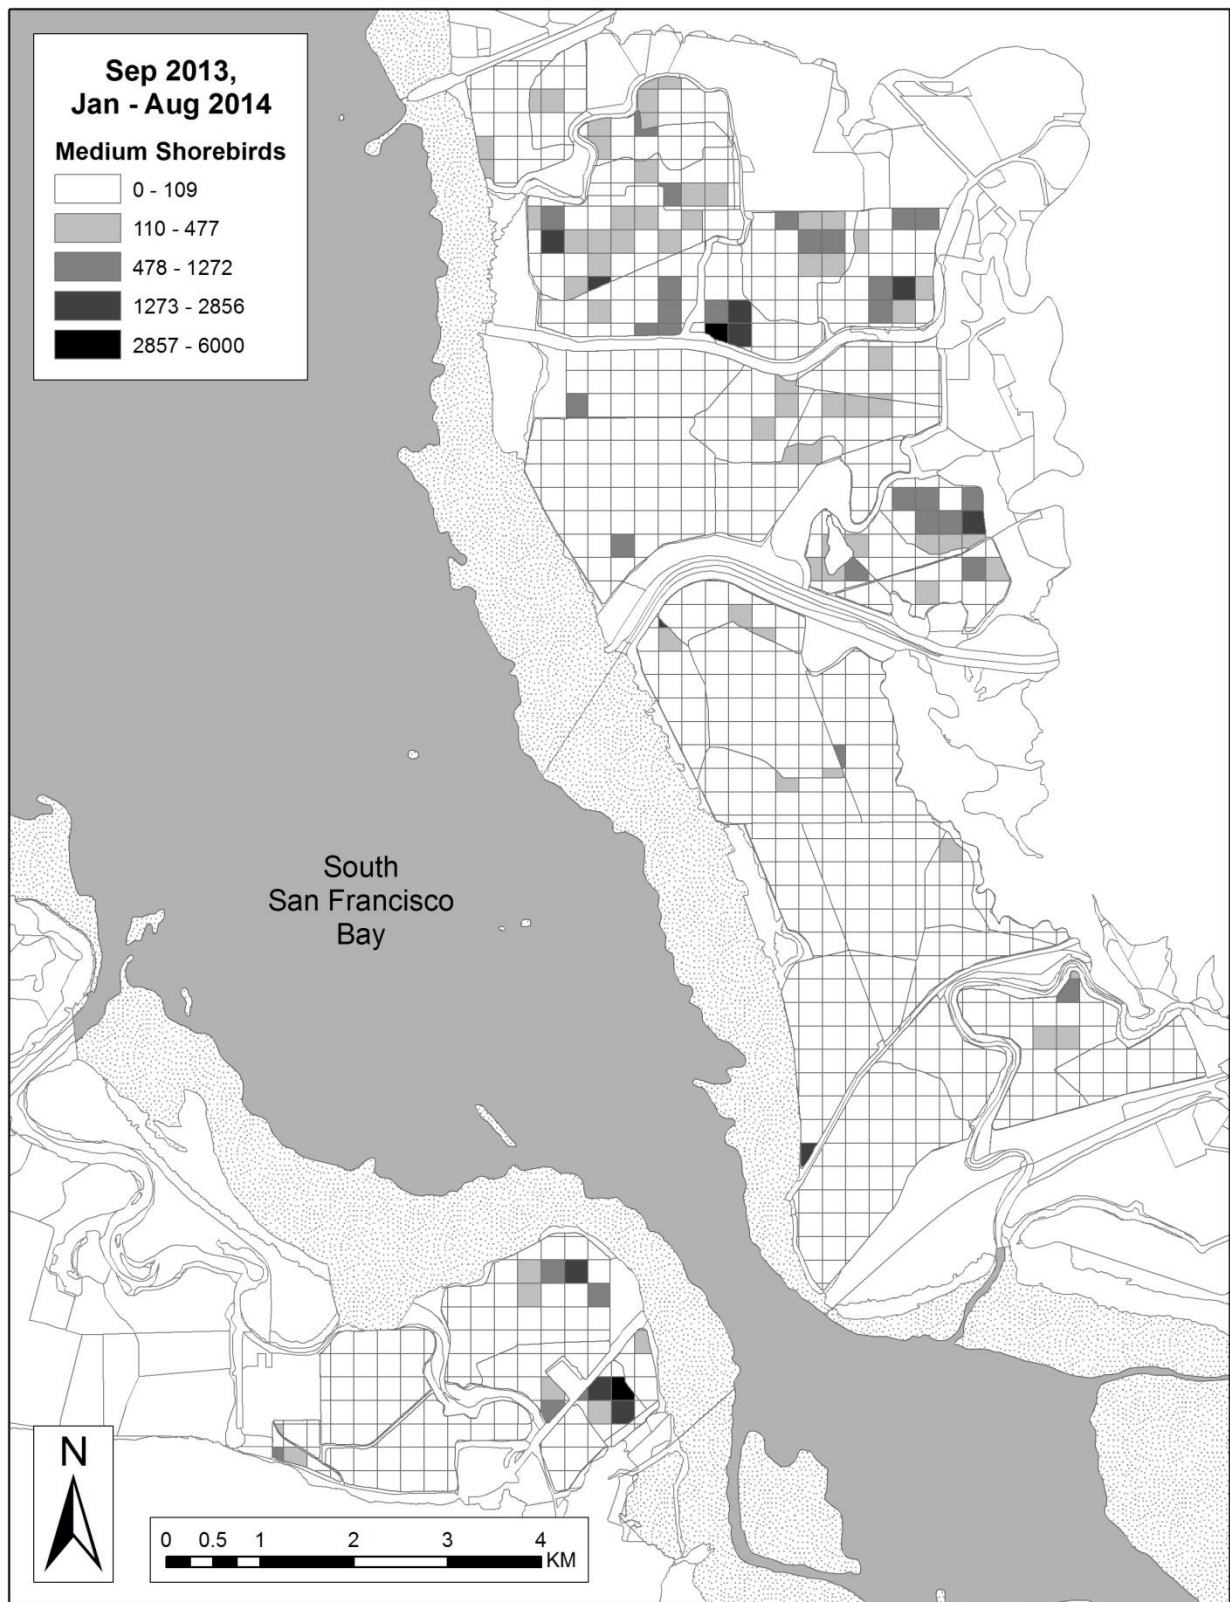 Sep 2013,
Jan - Aug 2014
Medium Shorebirds
0 - 109
110 - 477
478 - 1272
1273 - 2856
2857 - 6000
South
San Francisco
Bay
N
0 0.5 1 2 3 4
KM